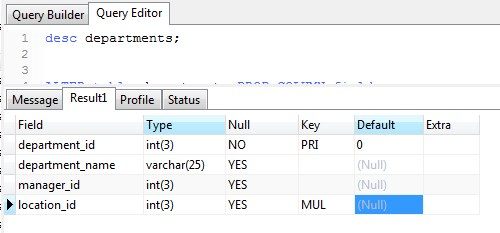 Query Builder Query Editor
1 desc departments;
2
3
Message Result1 Profile Status
Field Type Null Key Default Extra
department_id int(3) NO PRI 0
department_name varchar(25) YES (Null)
manager_id int(3) YES (Null)
location_id int(3) YES MUL (Null)